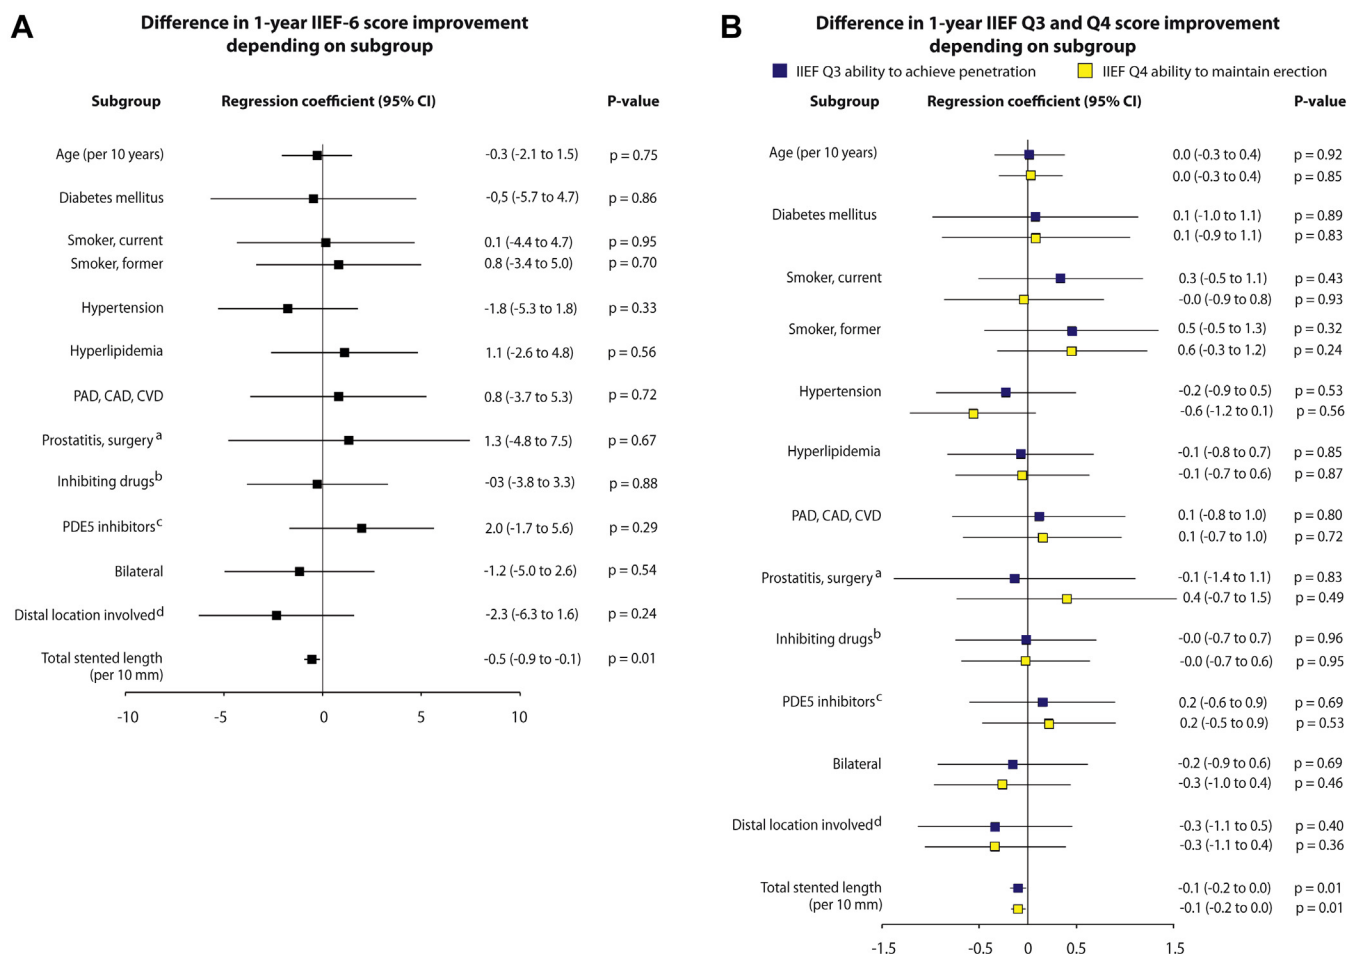 A
Difference in 1-year IIEF-6 score improvement
depending on subgroup
Subgroup Regression coefficient (95% CI) P-value
Age (per 10 years) -0.3 (-2.1 to 1.5) p = 0.75
Diabetes mellitus -0,5 (-5.7 to 4.7) p = 0.86
Smoker, current 0.1 (-4.4 to 4.7) p = 0.95
Smoker, former 0.8 (-3.4 to 5.0) p = 0.70
Hypertension -1.8 (-5.3 to 1.8) p = 0.33
Hyperlipidemia 1.1 (-2.6 to 4.8) p = 0.56
PAD, CAD, CVD 0.8 (-3.7 to 5.3) p = 0.72
Prostatitis, surgery a 1.3 (-4.8 to 7.5) p = 0.67
Inhibiting drugs b -03 (-3.8 to 3.3) p = 0.88
PDE5 inhibitors c 2.0 (-1.7 to 5.6) p = 0.29
Bilateral -1.2 (-5.0 to 2.6) p = 0.54
Distal location involved d -2.3 (-6.3 to 1.6) p = 0.24
Total stented length -0.5 (-0.9 to -0.1) p = 0.01
(per 10 mm)
-10 -5 0 5 10
B
Difference in 1-year IIEF Q3 and Q4 score improvement
depending on subgroup
IIEF Q3 ability to achieve penetration IIEF Q4 ability to maintain erection
Subgroup Regression coefficient (95% CI) P-value
Age (per 10 years) 0.0 (-0.3 to 0.4) p = 0.92
0.0 (-0.3 to 0.4) p = 0.85
Diabetes mellitus 0.1 (-1.0 to 1.1) p = 0.89
0.1 (-0.9 to 1.1) p = 0.83
Smoker, current 0.3 (-0.5 to 1.1) p = 0.43
-0.0 (-0.9 to 0.8) p = 0.93
Smoker, former 0.5 (-0.5 to 1.3) p = 0.32
0.6 (-0.3 to 1.2) p = 0.24
Hypertension -0.2 (-0.9 to 0.5) p = 0.53
-0.6 (-1.2 to 0.1) p = 0.56
Hyperlipidemia -0.1 (-0.8 to 0.7) p = 0.85
-0.1 (-0.7 to 0.6) p = 0.87
PAD, CAD, CVD 0.1 (-0.8 to 1.0) p = 0.80
0.1 (-0.7 to 1.0) p = 0.72
Prostatitis, surgery a -0.1 (-1.4 to 1.1) p = 0.83
0.4 (-0.7 to 1.5) p = 0.49
Inhibiting drugs b -0.0 (-0.7 to 0.7) p = 0.96
-0.0 (-0.7 to 0.6) p = 0.95
PDE5 inhibitors c 0.2 (-0.6 to 0.9) p = 0.69
0.2 (-0.5 to 0.9) p = 0.53
Bilateral -0.2 (-0.9 to 0.6) p = 0.69
-0.3 (-1.0 to 0.4) p = 0.46
Distal location involved d -0.3 (-1.1 to 0.5) p = 0.40
-0.3 (-1.1 to 0.4) p = 0.36
Total stented length -0.1 (-0.2 to 0.0) p = 0.01
(per 10 mm) -0.1 (-0.2 to 0.0) p = 0.01
-1.5 -0.5 0 0.5 1.5